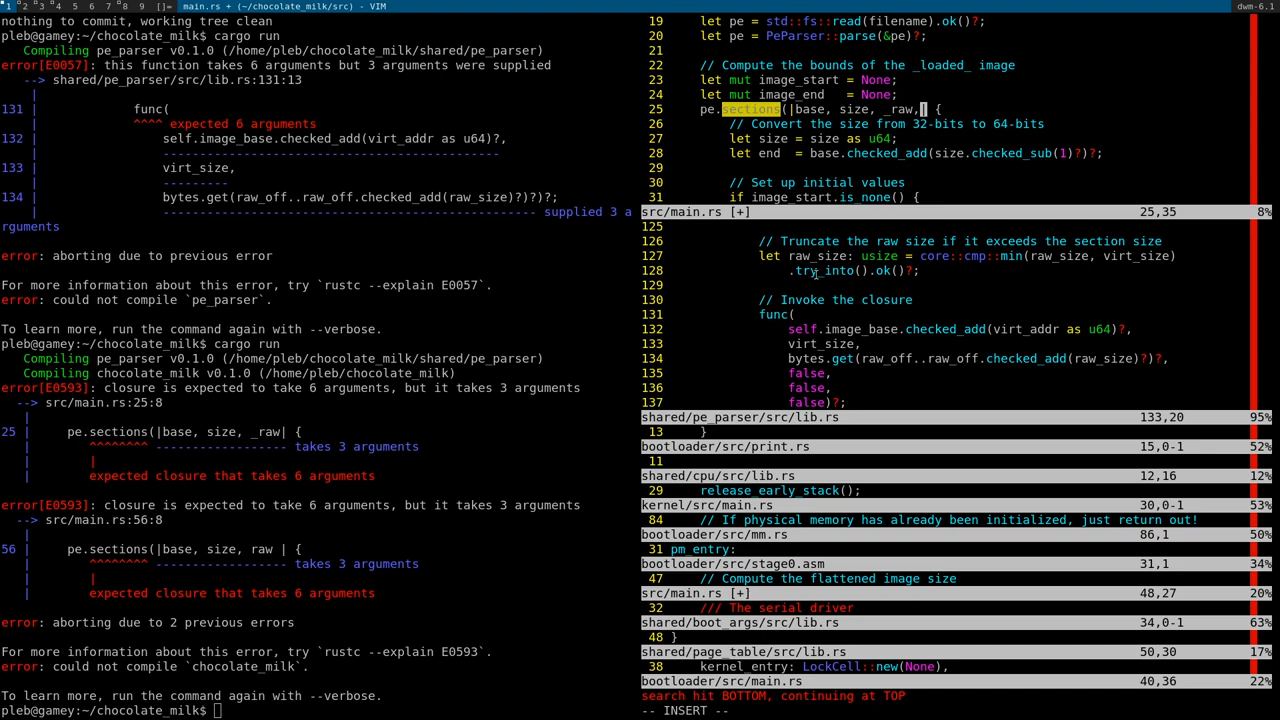 1 2 3 4 5 6 7 8 9 []= main.rs + (~/chocolate_milk/src) - VIM dwm-6.1
nothing to commit, working tree clean
pleb@gamey:~/chocolate_milk$ cargo run
   Compiling pe_parser v0.1.0 (/home/pleb/chocolate_milk/shared/pe_parser)
error[E0057]: this function takes 6 arguments but 3 arguments were supplied
   --> shared/pe_parser/src/lib.rs:131:13
    |
131 |             func(
    |             ^^^^ expected 6 arguments
132 |                 self.image_base.checked_add(virt_addr as u64)?,
    |                 ---------------------------------------------
133 |                 virt_size,
    |                 ---------
134 |                 bytes.get(raw_off..raw_off.checked_add(raw_size)?)?)?;
    |                 -------------------------------------------------- supplied 3 a
rguments
error: aborting due to previous error
For more information about this error, try `rustc --explain E0057`.
error: could not compile `pe_parser`.
To learn more, run the command again with --verbose.
pleb@gamey:~/chocolate_milk$ cargo run
   Compiling pe_parser v0.1.0 (/home/pleb/chocolate_milk/shared/pe_parser)
   Compiling chocolate_milk v0.1.0 (/home/pleb/chocolate_milk)
error[E0593]: closure is expected to take 6 arguments, but it takes 3 arguments
  --> src/main.rs:25:8
   |
25 |     pe.sections(|base, size, _raw| {
   |        ^^^^^^^^ ------------------ takes 3 arguments
   |        |
   |        expected closure that takes 6 arguments
error[E0593]: closure is expected to take 6 arguments, but it takes 3 arguments
  --> src/main.rs:56:8
   |
56 |     pe.sections(|base, size, raw | {
   |        ^^^^^^^^ ------------------ takes 3 arguments
   |        |
   |        expected closure that takes 6 arguments
error: aborting due to 2 previous errors
For more information about this error, try `rustc --explain E0593`.
error: could not compile `chocolate_milk`.
To learn more, run the command again with --verbose.
pleb@gamey:~/chocolate_milk$
 19     let pe = std::fs::read(filename).ok()?;
 20     let pe = PeParser::parse(&pe)?;
 21
 22     // Compute the bounds of the _loaded_ image
 23     let mut image_start = None;
 24     let mut image_end   = None;
 25     pe.sections(|base, size, _raw,| {
 26         // Convert the size from 32-bits to 64-bits
 27         let size = size as u64;
 28         let end  = base.checked_add(size.checked_sub(1)?)?;
 29
 30         // Set up initial values
 31         if image_start.is_none() {
src/main.rs [+] 25,35 8%
125
126             // Truncate the raw size if it exceeds the section size
127             let raw_size: usize = core::cmp::min(raw_size, virt_size)
128                 .try_into().ok()?;
129
130             // Invoke the closure
131             func(
132                 self.image_base.checked_add(virt_addr as u64)?,
133                 virt_size,
134                 bytes.get(raw_off..raw_off.checked_add(raw_size)?)?,
135                 false,
136                 false,
137                 false)?;
shared/pe_parser/src/lib.rs 133,20 95%
 13     }
bootloader/src/print.rs 15,0-1 52%
 11
shared/cpu/src/lib.rs 12,16 12%
 29     release_early_stack();
kernel/src/main.rs 30,0-1 53%
 84     // If physical memory has already been initialized, just return out!
bootloader/src/mm.rs 86,1 50%
 31 pm_entry:
bootloader/src/stage0.asm 31,1 34%
 47     // Compute the flattened image size
src/main.rs [+] 48,27 20%
 32     /// The serial driver
shared/boot_args/src/lib.rs 34,0-1 63%
 48 }
shared/page_table/src/lib.rs 50,30 17%
 38     kernel_entry: LockCell::new(None),
bootloader/src/main.rs 40,36 22%
search hit BOTTOM, continuing at TOP
-- INSERT --